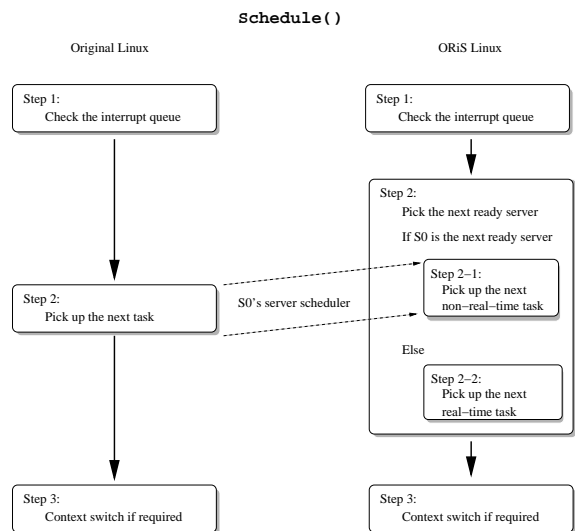 Schedule()
Original Linux
Step 1:
Check the interrupt queue
Step 2:
Pick up the next task
Step 3:
Context switch if required
S0's server scheduler
ORiS Linux
Step 1:
Check the interrupt queue
Step 2:
Pick the next ready server
If S0 is the next ready server
Step 2−1:
Pick up the next
non−real−time task
Else
Step 2−2:
Pick up the next
real−time task
Step 3:
Context switch if required